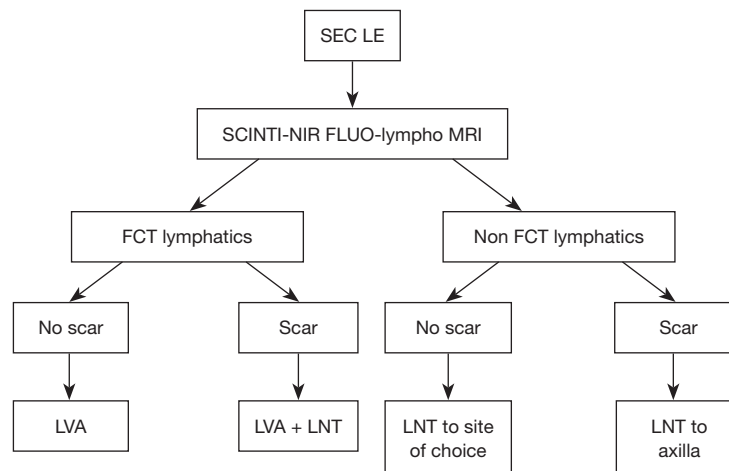 SEC LE
SCINTI-NIR FLUO-lympho MRI
FCT lymphatics
Non FCT lymphatics
No scar
Scar
No scar
Scar
LVA
LVA + LNT
LNT to site
of choice
LNT to
axilla